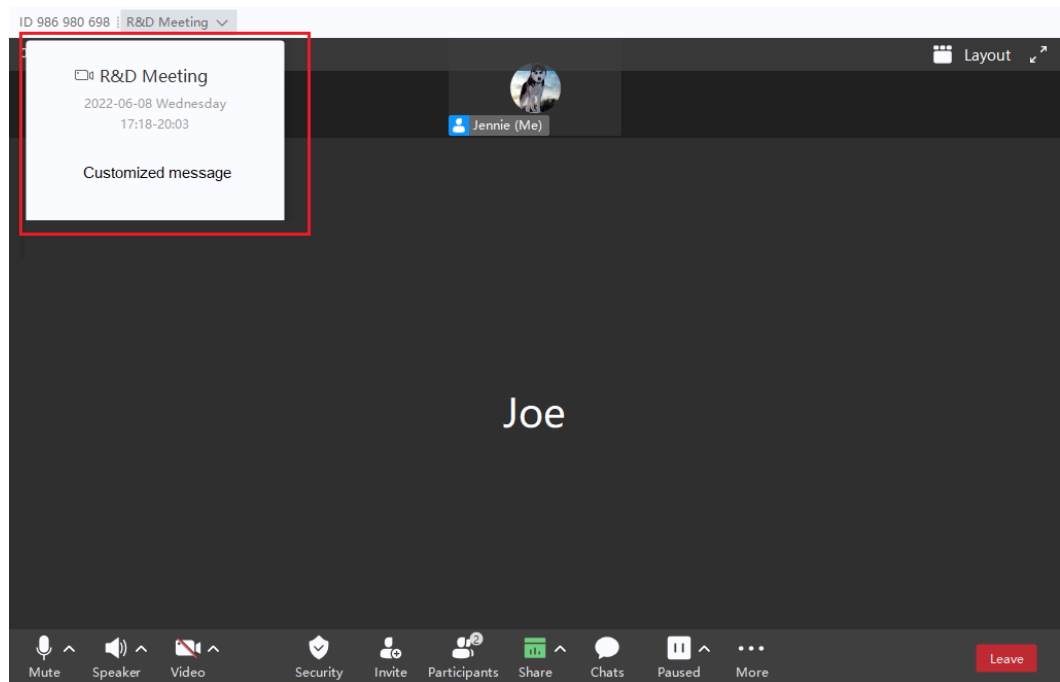 ID 986 980 698 R&D Meeting
R&D Meeting
2022-06-08 Wednesday
17:18-20:03
Customized message
Layout
Jennie (Me)
Joe
2
Mute Speaker Video Security Invite Participants Share Chats Paused More Leave